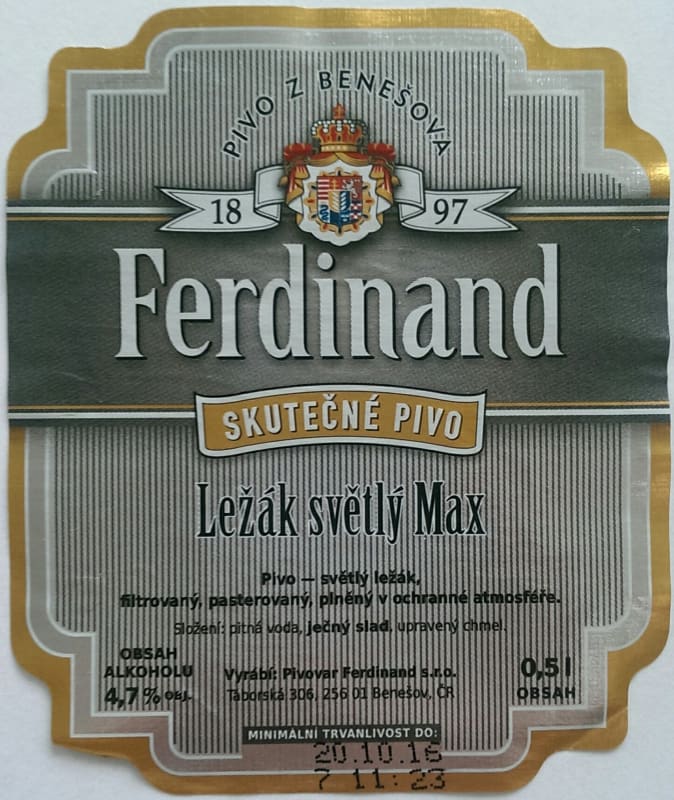 PIVO Z BENEŠOVA
18 97
Ferdinand
SKUTEČNÉ PIVO
Ležák světlý Max
Pivo – světlý ležák,
filtrovaný, pasterovaný, plněný v ochranné atmosféře.
Složení: pitná voda, ječný slad, upravený chmel.
OBSAH
ALKOHOLU
4,7 % OBJ.
Vyrábí: Pivovar Ferdinand s.r.o.
Táborská 306, 256 01 Benešov, ČR
0,5 l
OBSAH
MINIMÁLNÍ TRVANLIVOST DO:
20.10.16
7 11:23